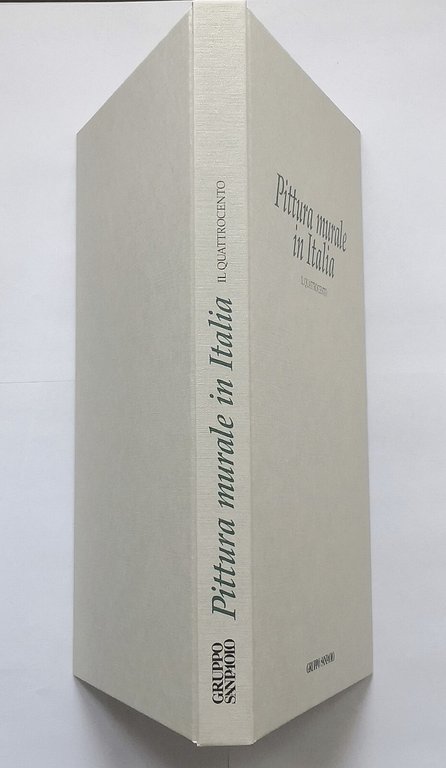 GRUPPO
SANPAOLO
Pittura murale in Italia
IL QUATTROCENTO
Pittura murale
in Italia
IL QUATTROCENTO
GRUPPO SANPAOLO